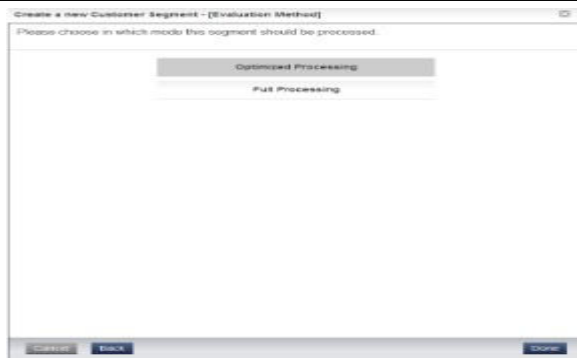 Create a new Customer Segment - [Evaluation Method]
Please choose in which mode this segment should be processed.
Optimized Processing
Full Processing
Cancel Back Done